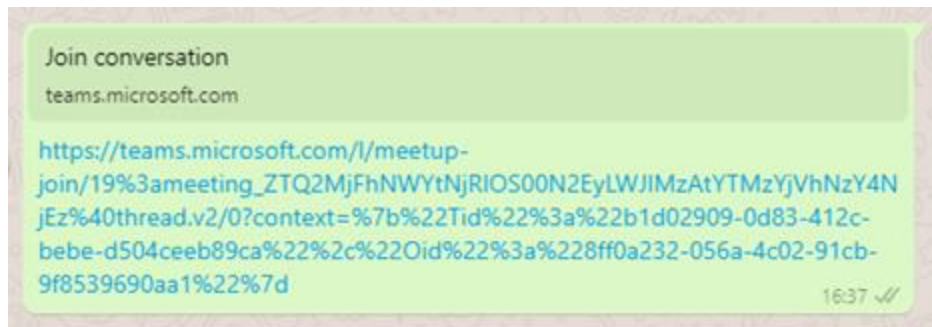 Join conversation
teams.microsoft.com
https://teams.microsoft.com/l/meetup-
join/19%3ameeting_ZTQ2MjFhNWYtNjRlOS00N2EyLWJlMzAtYTMzYjVhNzY4N
jEz%40thread.v2/0?context=%7b%22Tid%22%3a%22b1d02909-0d83-412c-
bebe-d504ceeb89ca%22%2c%22Oid%22%3a%228ff0a232-056a-4c02-91cb-
9f8539690aa1%22%7d
16:37